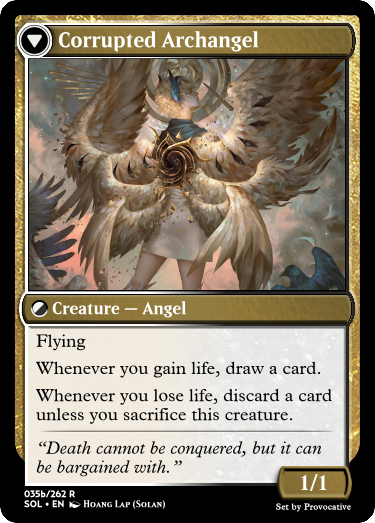 Corrupted Archangel
Creature — Angel
Flying
Whenever you gain life, draw a card.
Whenever you lose life, discard a card
unless you sacrifice this creature.
“Death cannot be conquered, but it can
be bargained with.”
1/1
035b/262 R
SOL • EN Hoang Lap (Solan)
Set by Provocative